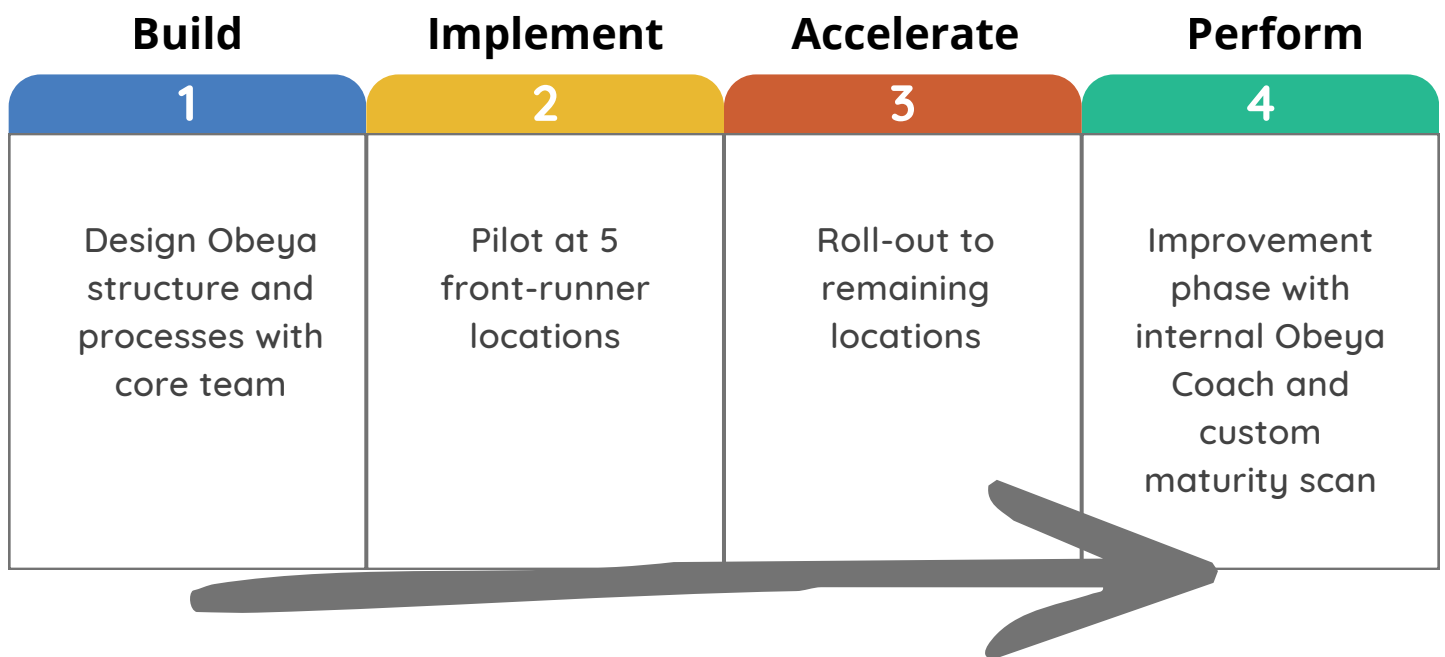 Build
1
Design Obeya
structure and
processes with
core team
Implement
2
Pilot at 5
front-runner
locations
Accelerate
3
Roll-out to
remaining
locations
Perform
4
Improvement
phase with
internal Obeya
Coach and
custom
maturity scan